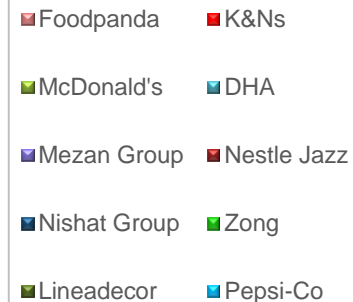 Foodpanda K&Ns
McDonald's DHA
Mezan Group Nestle Jazz
Nishat Group Zong
Lineadecor Pepsi-Co